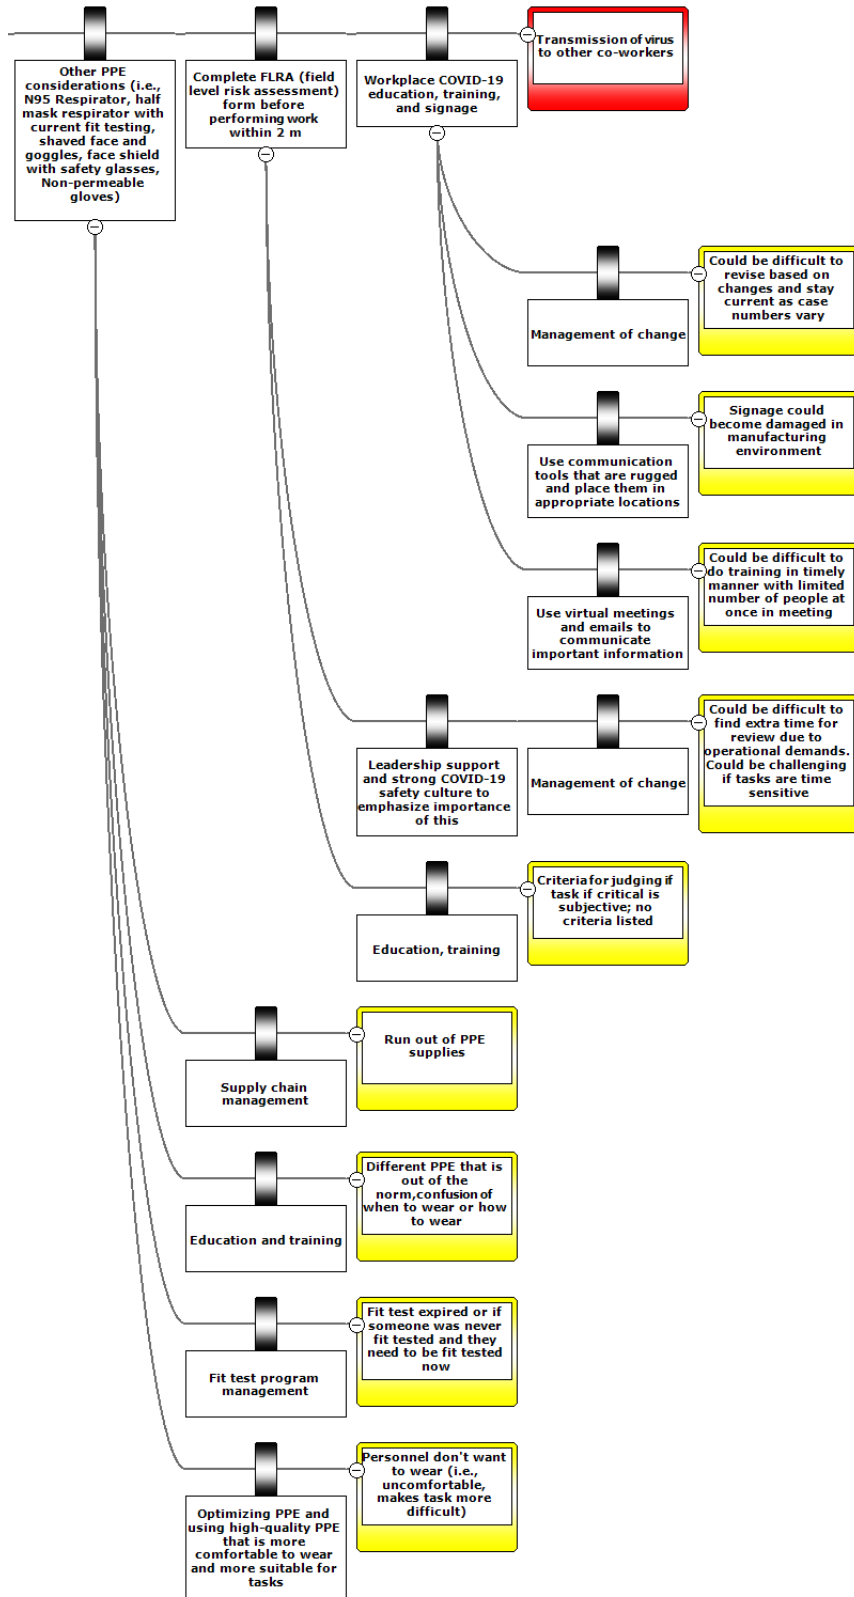 Other PPE
considerations (i.e.,
N95 Respirator, half
mask respirator with
current fit testing,
shaved face and
goggles, face shield
with safety glasses,
Non-permeable
gloves)
Complete FLRA (field
level risk assessment)
form before
performing work
within 2 m
Workplace COVID-19
education, training,
and signage
Transmission of virus
to other co-workers
Management of change
Could be difficult to
revise based on
changes and stay
current as case
numbers vary
Use communication
tools that are rugged
and place them in
appropriate locations
Signage could
become damaged in
manufacturing
environment
Use virtual meetings
and emails to
communicate
important information
Could be difficult to
do training in timely
manner with limited
number of people at
once in meeting
Leadership support
and strong COVID-19
safety culture to
emphasize importance
of this
Management of change
Could be difficult to
find extra time for
review due to
operational demands.
Could be challenging
if tasks are time
sensitive
Education, training
Criteria for judging if
task if critical is
subjective; no
criteria listed
Supply chain
management
Run out of PPE
supplies
Education and training
Different PPE that is
out of the
norm,confusion of
when to wear or how
to wear
Fit test program
management
Fit test expired or if
someone was never
fit tested and they
need to be fit tested
now
Optimizing PPE and
using high-quality PPE
that is more
comfortable to wear
and more suitable for
tasks
Personnel don't want
to wear (i.e.,
uncomfortable,
makes task more
difficult)